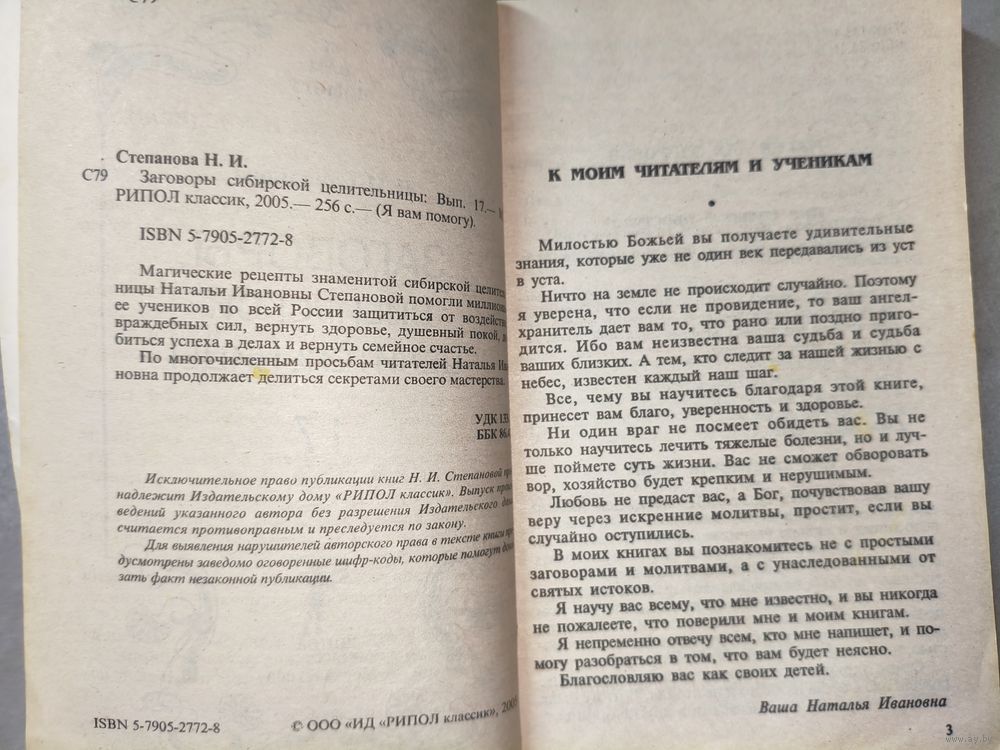 С79
Степанова Н. И.
С79 Заговоры сибирской целительницы: Вып. 17.—
РИПОЛ классик, 2005.— 256 с.— (Я вам помогу).
ISBN 5-7905-2772-8
Магические рецепты знаменитой сибирской целитель-
ницы Натальи Ивановны Степановой помогли
ее учеников по всей России защититься от
враждебных сил, вернуть здоровье, душевный покой,
биться успеха в делах и вернуть семейное счастье.
По многочисленным просьбам читателей Наталья
новна продолжает делиться секретами своего мастерства.
УДК
ББК
Исключительное право публикации книг Н. И. Степановой
надлежит Издательскому дому «РИПОЛ классик». Выпуск
ведений указанного автора без разрешения Издательского
считается противоправным и преследуется по закону.
Для выявления нарушителей авторского права в тексте книги
дусмотрены заведомо оговоренные шифр-коды, которые помогут
зать факт незаконной публикации.
ISBN 5-7905-2772-8
© ООО «ИД «РИПОЛ классик»,
К МОИМ ЧИТАТЕЛЯМ И УЧЕНИКАМ
•
Милостью Божьей вы получаете удивительные
знания, которые уже не один век передавались из уст
в уста.
Ничто на земле не происходит случайно. Поэтому
я уверена, что если не провидение, то ваш ангел-
хранитель дает вам то, что рано или поздно приго-
дится. Ибо вам неизвестна ваша судьба и судьба
ваших близких. А тем, кто следит за нашей жизнью с
небес, известен каждый наш шаг.
Все, чему вы научитесь благодаря этой книге,
принесет вам благо, уверенность и здоровье.
Ни один враг не посмеет обидеть вас. Вы не
только научитесь лечить тяжелые болезни, но и луч-
ше поймете суть жизни. Вас не сможет обворовать
вор, хозяйство будет крепким и нерушимым.
Любовь не предаст вас, а Бог, почувствовав вашу
веру через искренние молитвы, простит, если вы
случайно оступились.
В моих книгах вы познакомитесь не с простыми
заговорами и молитвами, а с унаследованными от
святых истоков.
Я научу вас всему, что мне известно, и вы никогда
не пожалеете, что поверили мне и моим книгам.
Я непременно отвечу всем, кто мне напишет, и по-
могу разобраться в том, что вам будет неясно.
Благословляю вас как своих детей.
Ваша Наталья Ивановна
3
www.ay.by